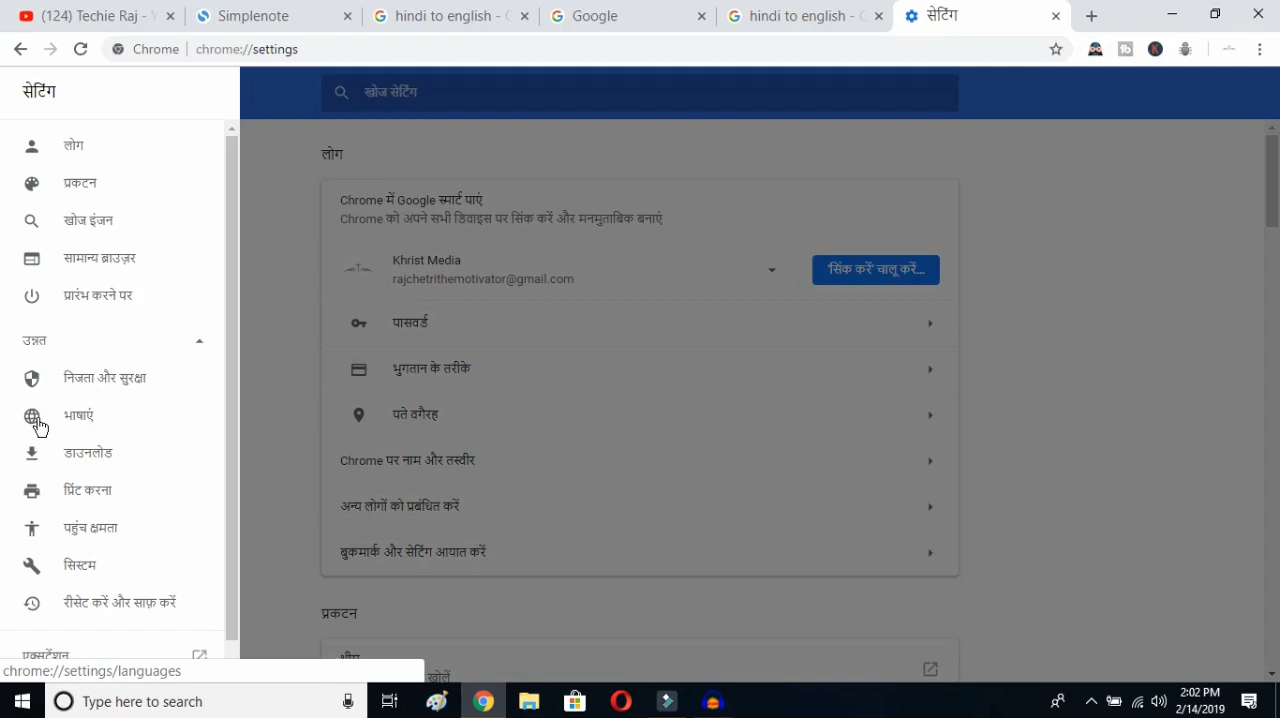 (124) Techie Raj -
Simplenote
hindi to english -
Google
hindi to english -
सेटिंग
Chrome
chrome://settings
सेटिंग
खोज सेटिंग
लोग
प्रकटन
खोज इंजन
सामान्य ब्राउज़र
प्रारंभ करने पर
उन्नत
निजता और सुरक्षा
भाषाएं
डाउनलोड
प्रिंट करना
पहुंच क्षमता
सिस्टम
रीसेट करें और साफ़ करें
एक्सटेंशन
chrome://settings/languages
लोग
Chrome में Google स्मार्ट पाएं
Chrome को अपने सभी डिवाइस पर सिंक करें और मनमुताबिक बनाएं
Khrist Media
rajchetrithemotivator@gmail.com
'सिंक करें' चालू करें...
पासवर्ड
भुगतान के तरीके
पते वगैरह
Chrome पर नाम और तस्वीर
अन्य लोगों को प्रबंधित करें
बुकमार्क और सेटिंग आयात करें
प्रकटन
थीम
खोलें
Type here to search
2:02 PM
2/14/2019